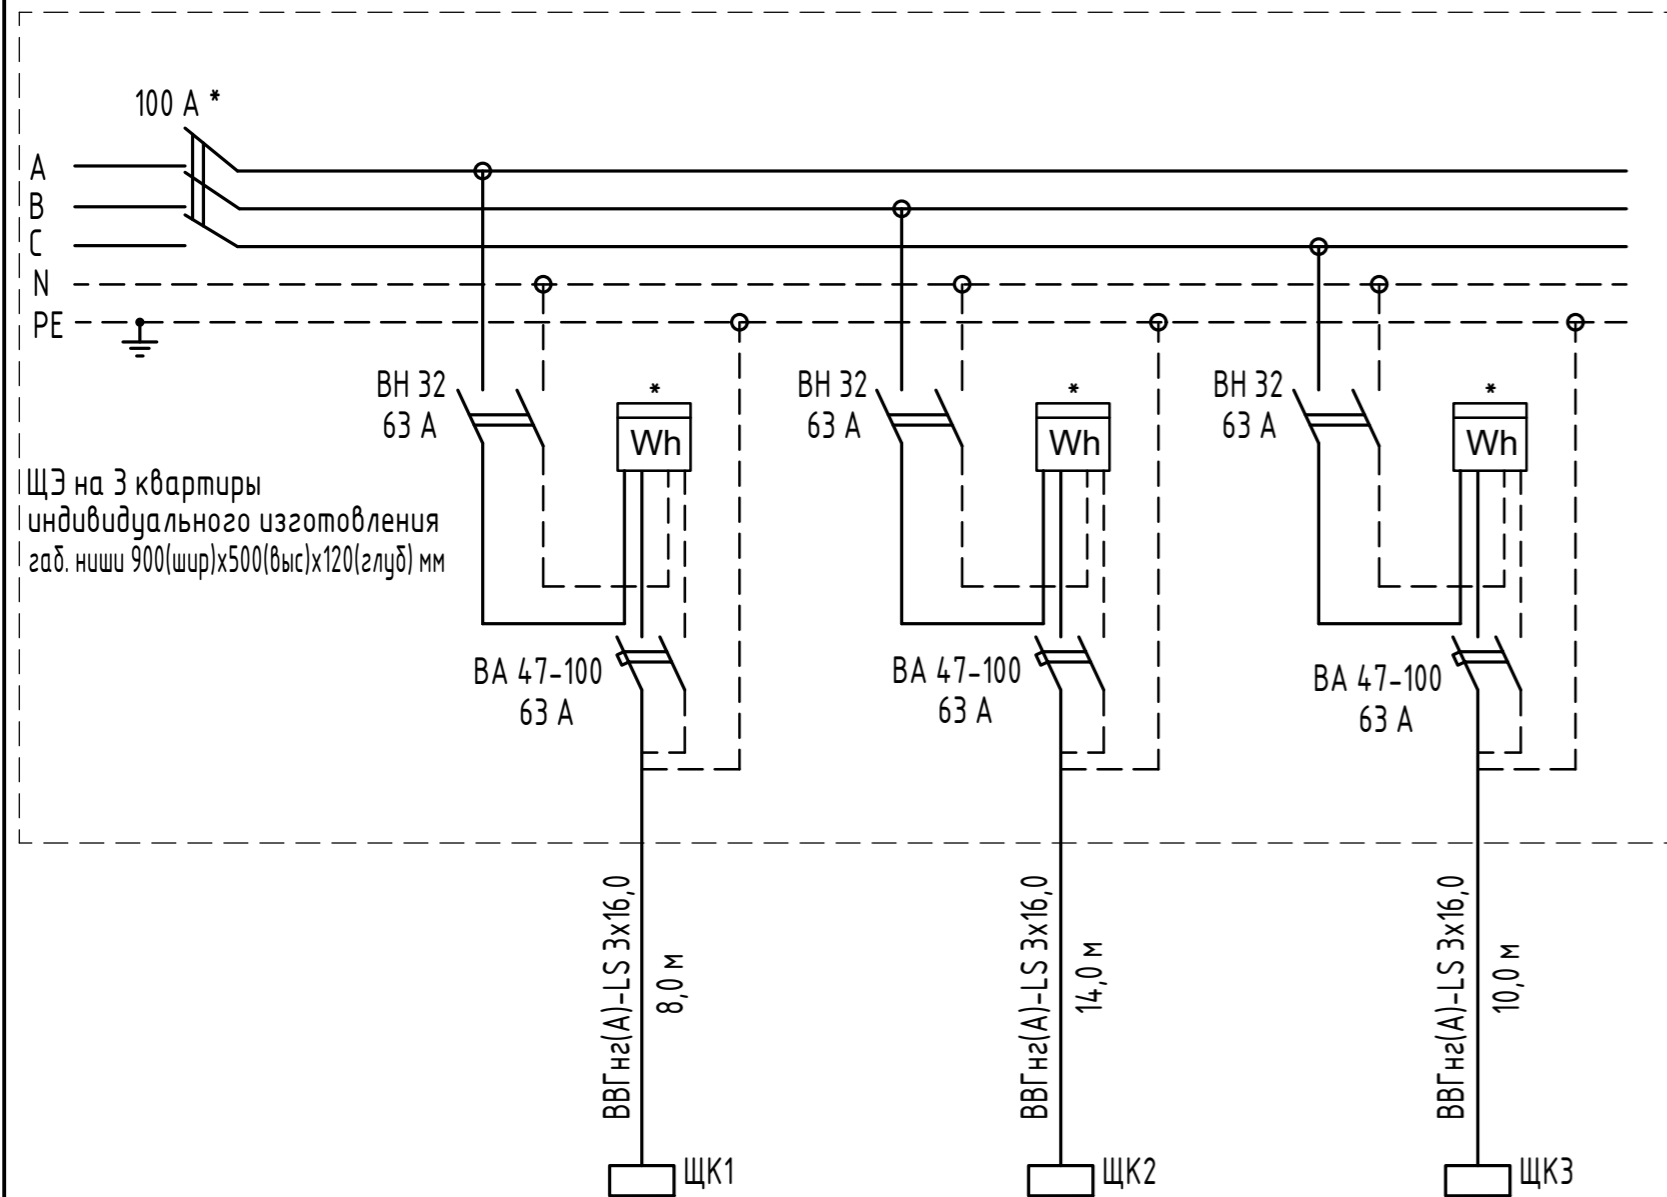 100 А *
А
В
С
N
PE
ВН 32
63 А
*
Wh
ВН 32
63 А
*
Wh
ВН 32
63 А
*
Wh
ЩЭ на 3 квартиры
индивидуального изготовления
габ. ниши 900(шир)х500(выс)х120(глуб) мм
ВА 47-100
63 А
ВА 47-100
63 А
ВА 47-100
63 А
ВВГнг(А)-LS 3х16,0
8,0 м
ВВГнг(А)-LS 3х16,0
14,0 м
ВВГнг(А)-LS 3х16,0
10,0 м
ЩК1
ЩК2
ЩК3